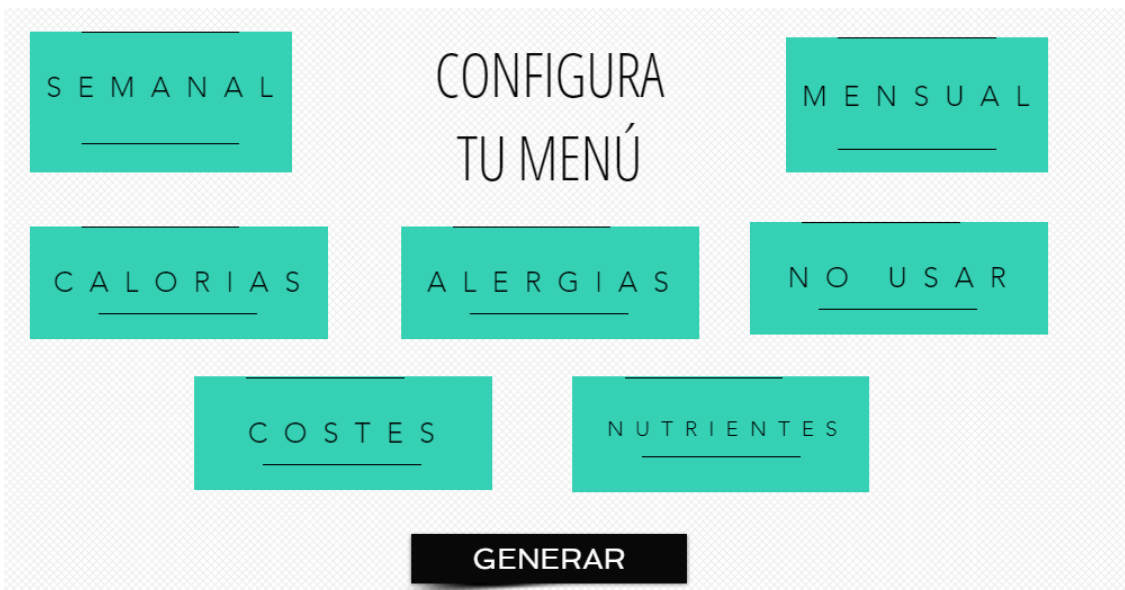 SEMANAL
CONFIGURA
TU MENÚ
MENSUAL
CALORIAS
ALERGIAS
NO USAR
COSTES
NUTRIENTES
GENERAR